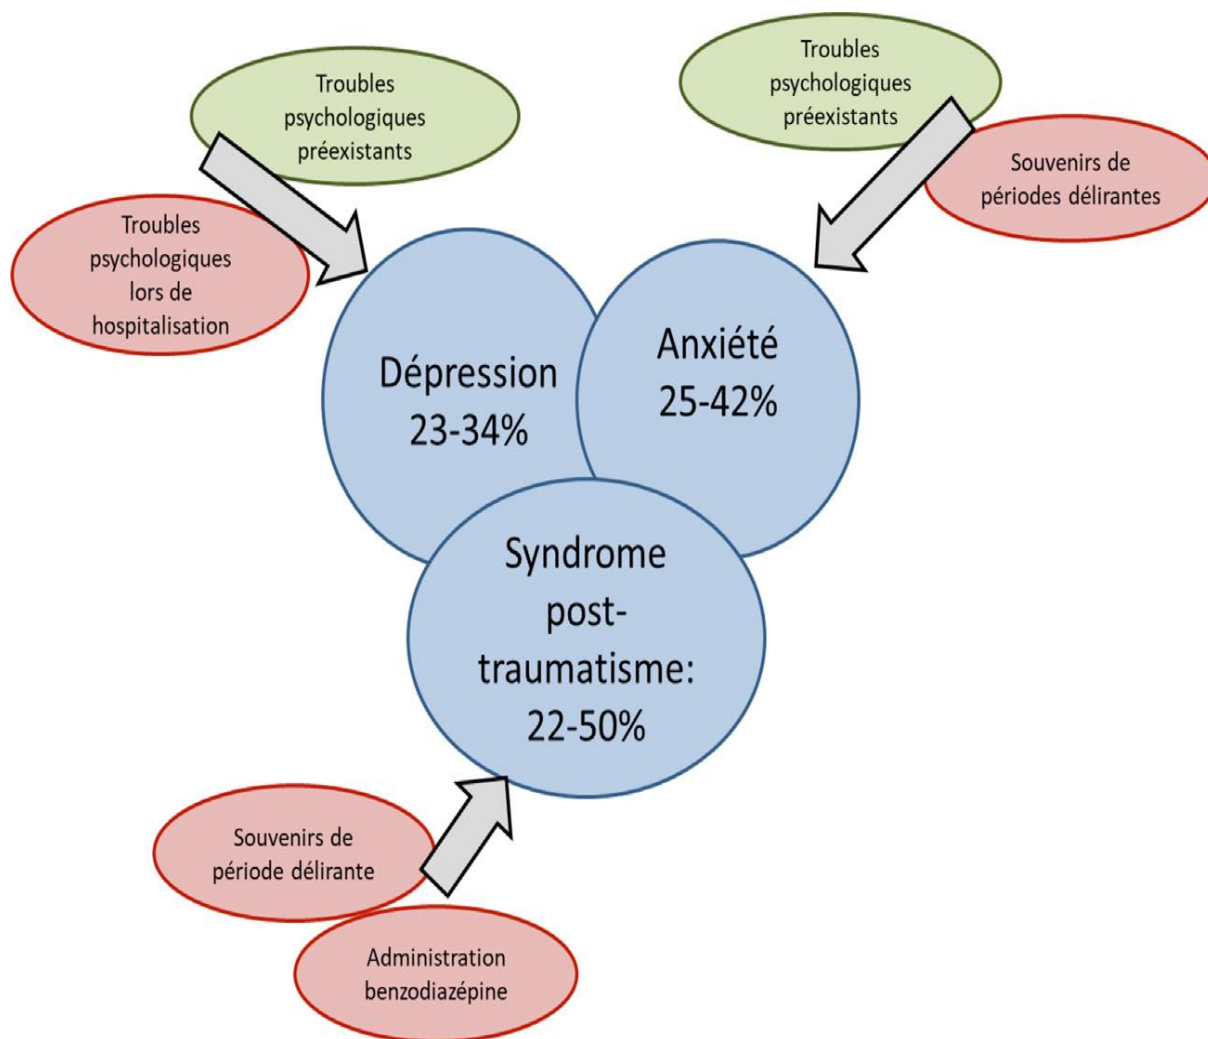 Troubles
psychologiques
préexistants
Troubles
psychologiques
préexistants
Souvenirs de
périodes délirantes
Troubles
psychologiques
lors de
hospitalisation
Dépression
23-34%
Anxiété
25-42%
Syndrome
post-
traumatisme:
22-50%
Souvenirs de
période délirante
Administration
benzodiazépine